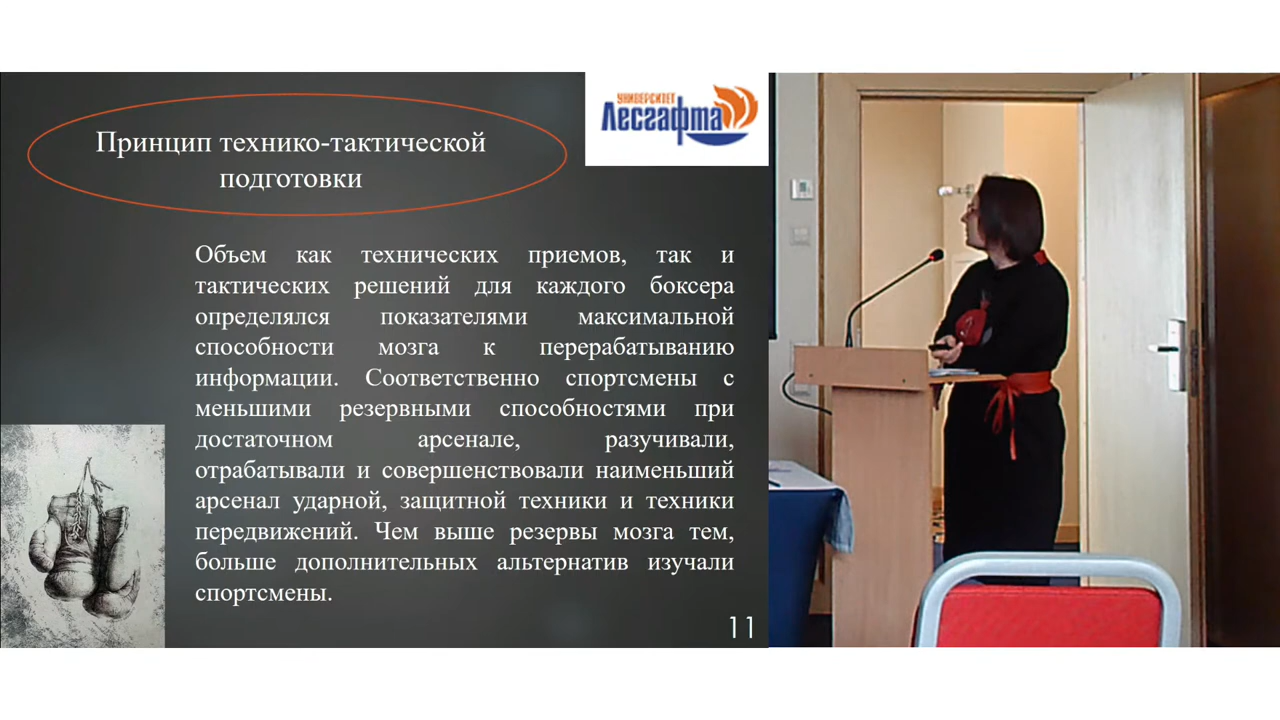 Принцип технико-тактической
подготовки
УНИВЕРСИТЕТ
Лесгафта
Объем как технических приемов, так и
тактических решений для каждого боксера
определялся показателями максимальной
способности мозга к перерабатыванию
информации. Соответственно спортсмены с
меньшими резервными способностями при
достаточном арсенале, разучивали,
отрабатывали и совершенствовали наименьший
арсенал ударной, защитной техники и техники
передвижений. Чем выше резервы мозга тем,
больше дополнительных альтернатив изучали
спортсмены.
11